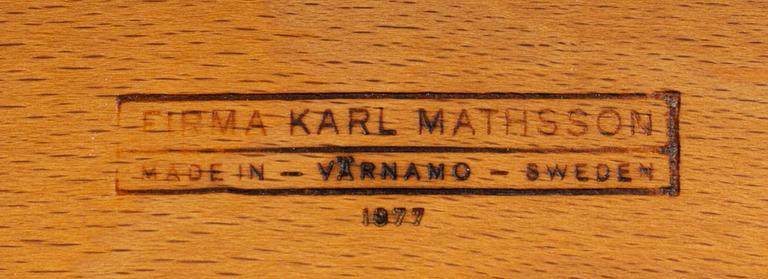 FIRMA KARL MATHSSON
MADE IN - VÄRNAMO - SWEDEN
1977